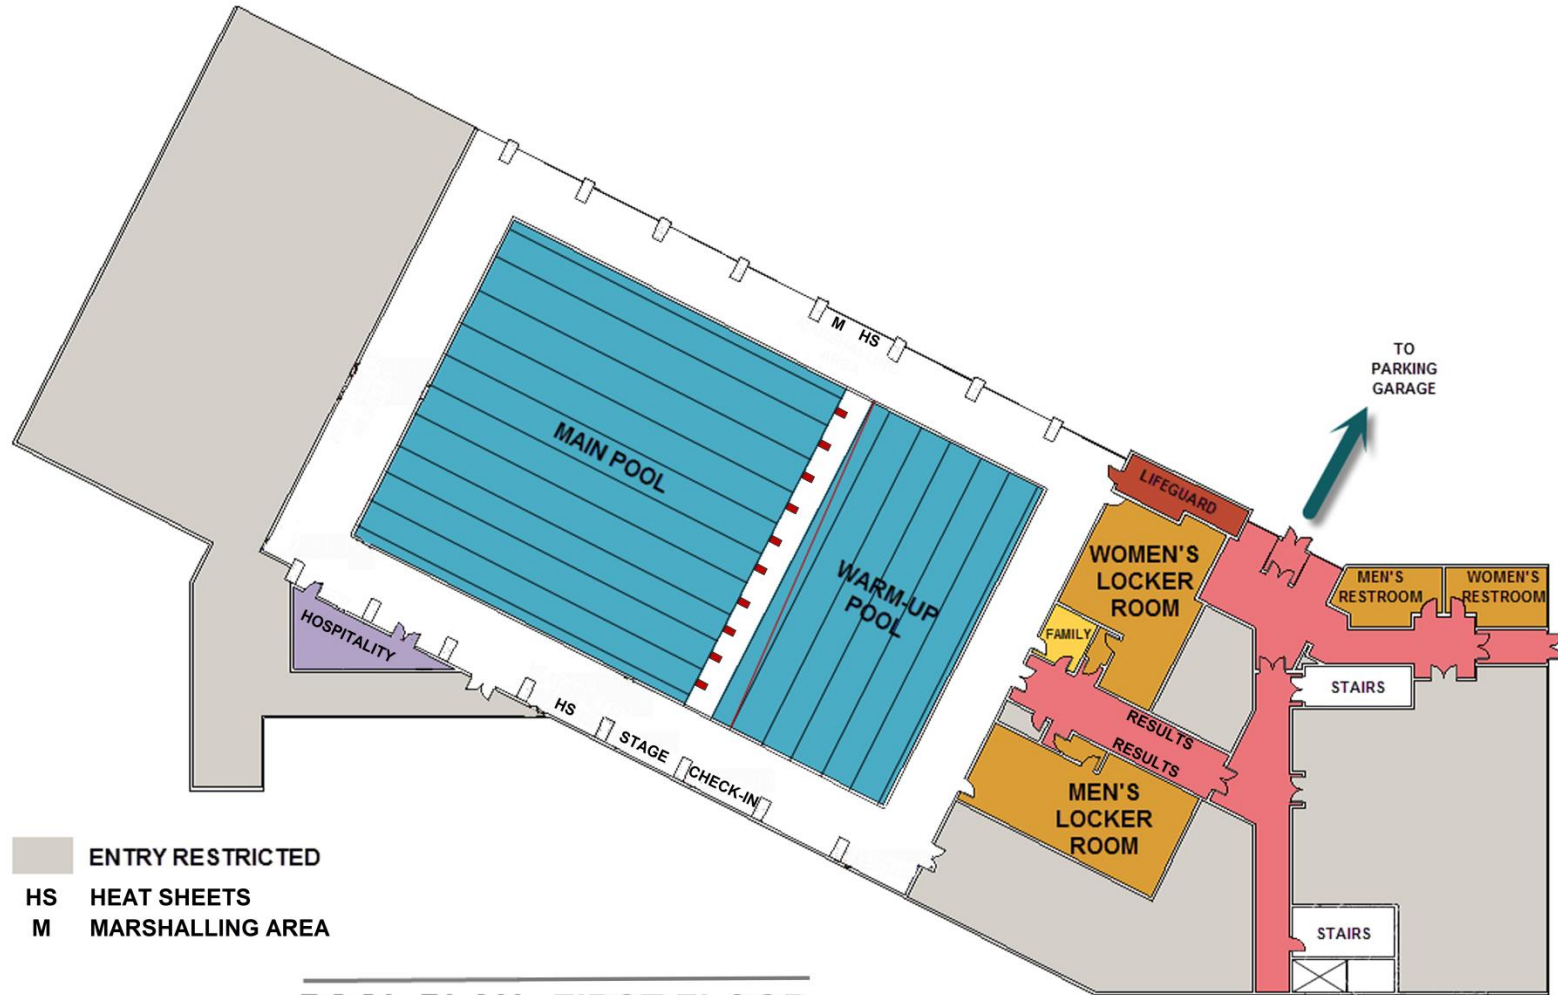 M HS
TO
PARKING
GARAGE
MAIN POOL
LIFEGUARD
WARM-UP
POOL
WOMEN'S
LOCKER
ROOM
MEN'S
RESTROOM
WOMEN'S
RESTROOM
FAMILY
HOSPITALITY
STAIRS
HS
STAGE
CHECK-IN
RESULTS
RESULTS
MEN'S
LOCKER
ROOM
ENTRY RESTRICTED
HS HEAT SHEETS
M MARSHALLING AREA
STAIRS